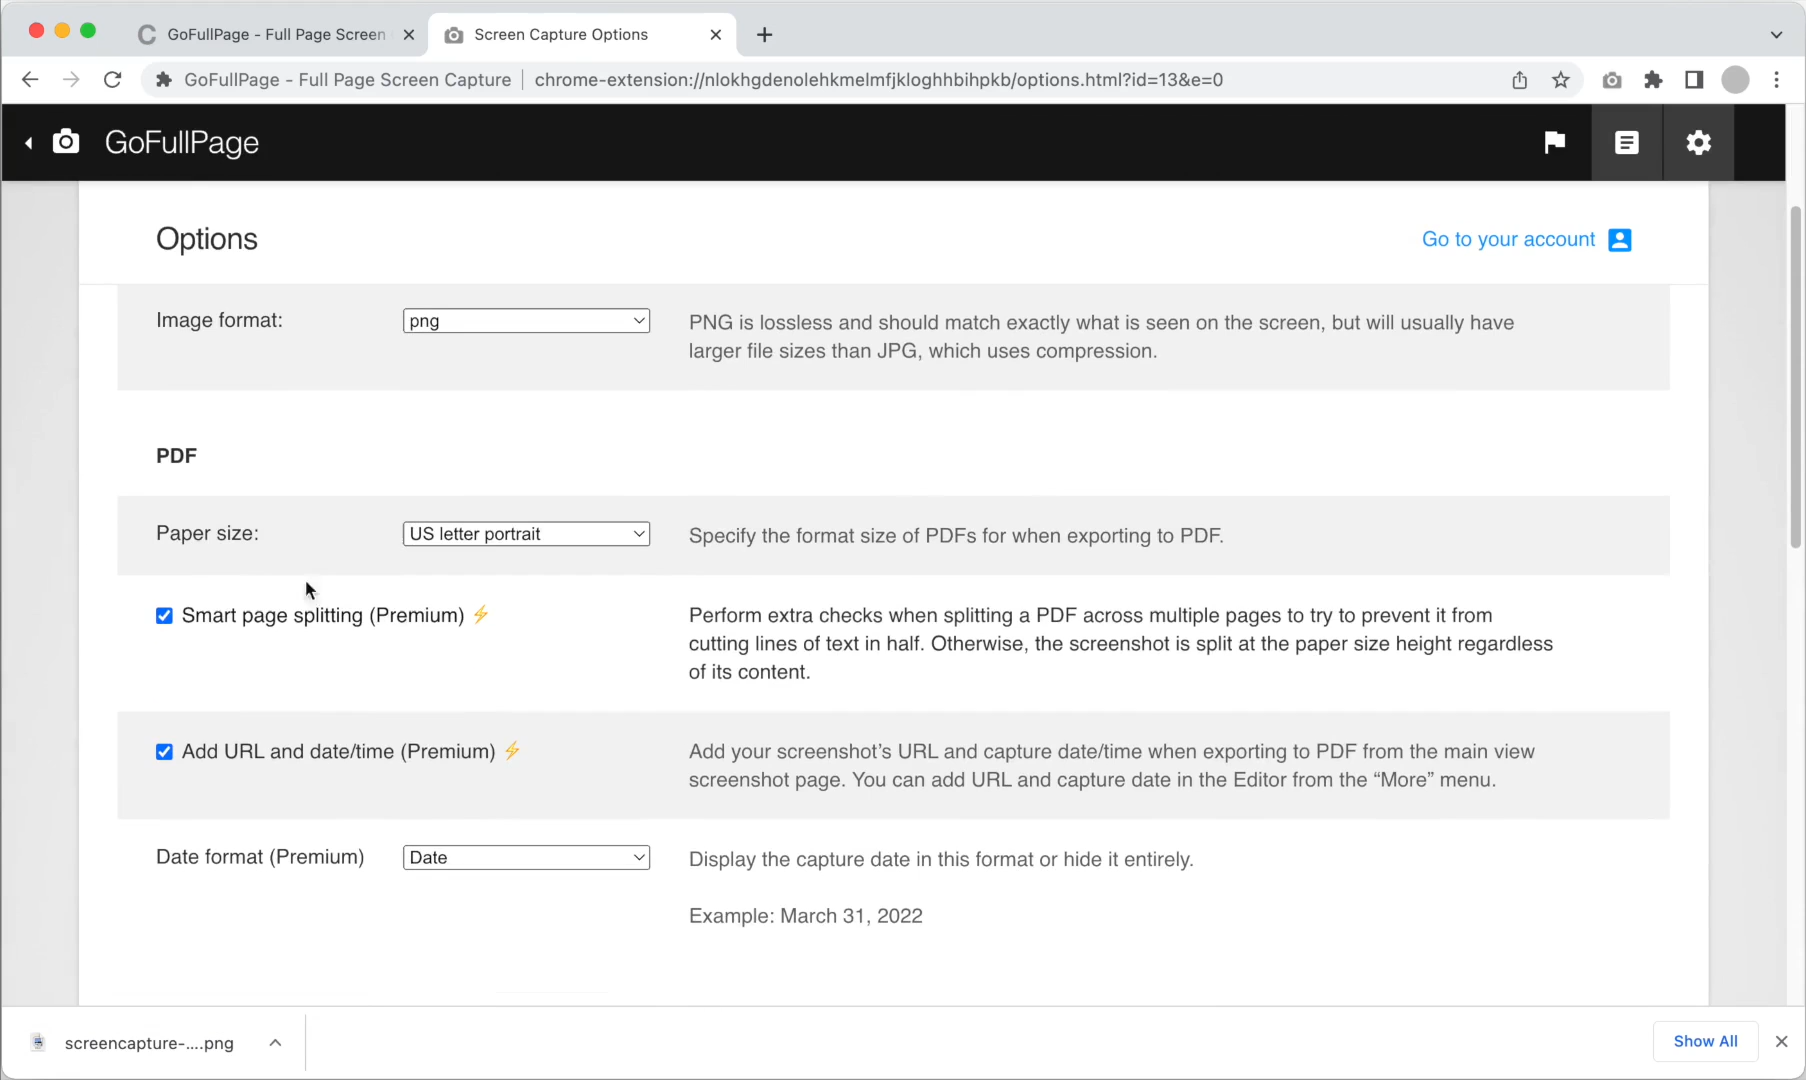 GoFullPage - Full Page Screen
Screen Capture Options
GoFullPage - Full Page Screen Capture
chrome-extension://nlokhgdenolehkmelmfjkloghhbihpkb/options.html?id=13&e=0
GoFullPage
Options
Go to your account
Image format:
png
PNG is lossless and should match exactly what is seen on the screen, but will usually have
larger file sizes than JPG, which uses compression.
PDF
Paper size:
US letter portrait
Specify the format size of PDFs for when exporting to PDF.
Smart page splitting (Premium) ⚡
Perform extra checks when splitting a PDF across multiple pages to try to prevent it from
cutting lines of text in half. Otherwise, the screenshot is split at the paper size height regardless
of its content.
Add URL and date/time (Premium) ⚡
Add your screenshot’s URL and capture date/time when exporting to PDF from the main view
screenshot page. You can add URL and capture date in the Editor from the “More” menu.
Date format (Premium)
Date
Display the capture date in this format or hide it entirely.
Example: March 31, 2022
screencapture-....png
Show All